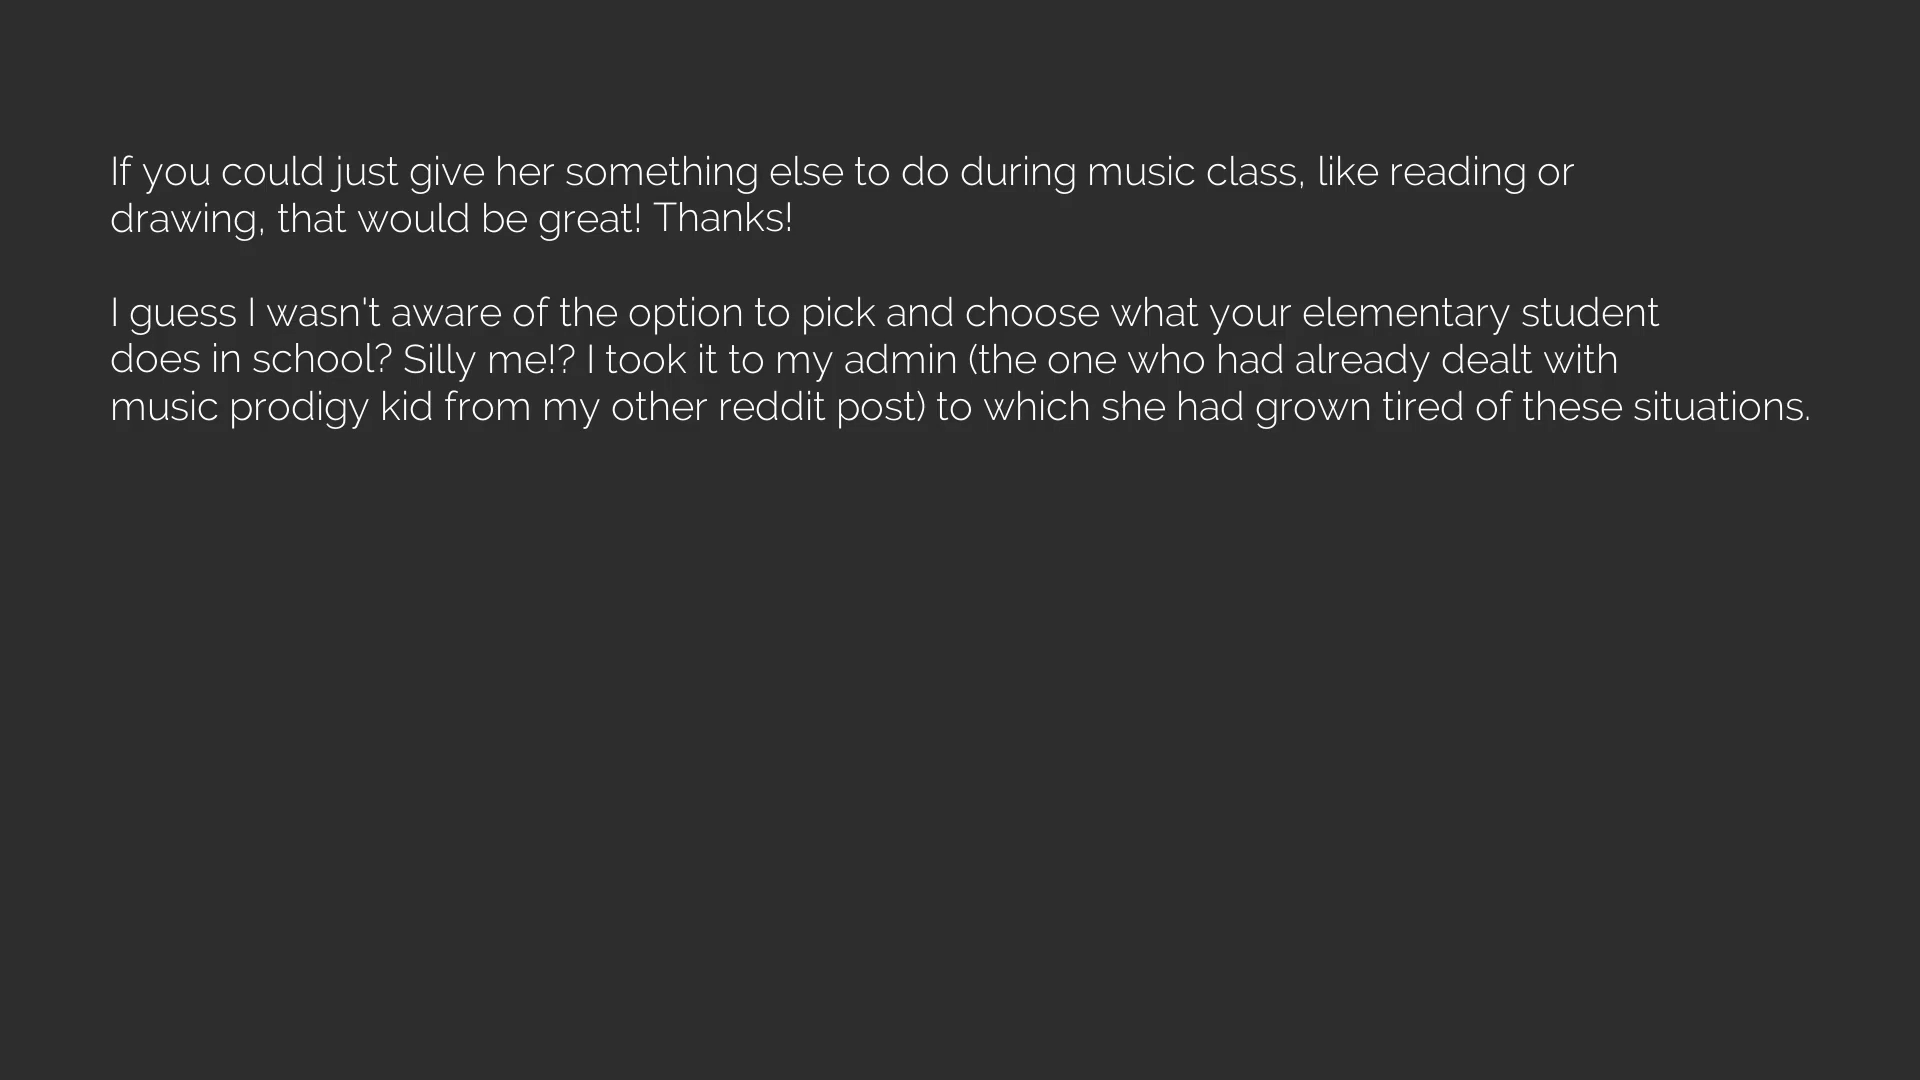 If you could just give her something else to do during music class, like reading or
drawing, that would be great! Thanks!
I guess I wasn't aware of the option to pick and choose what your elementary student
does in school? Silly me!? I took it to my admin (the one who had already dealt with
music prodigy kid from my other reddit post) to which she had grown tired of these situations.